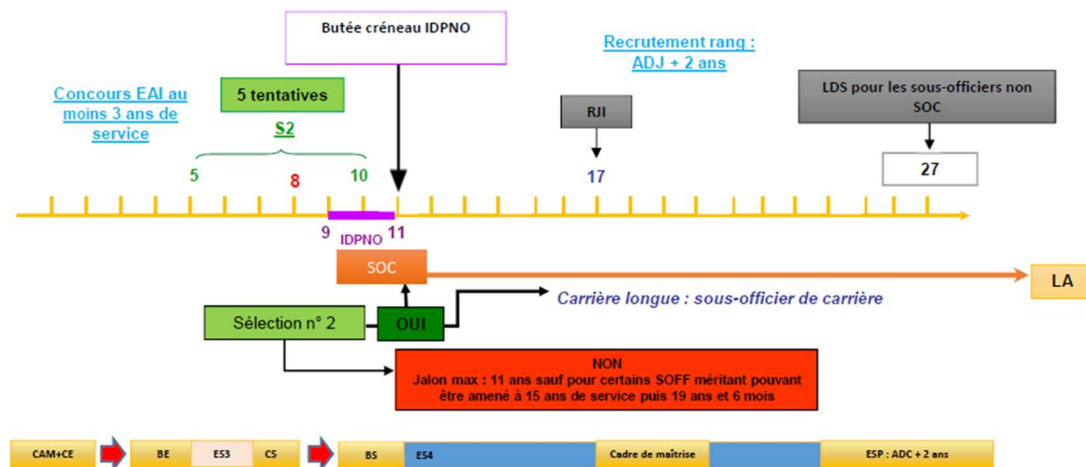 Butée créneau IDPNO
Recrutement rang :
ADJ + 2 ans
Concours EAI au
moins 3 ans de
service
5 tentatives
S2
RJI
LDS pour les sous-officiers non
SOC
5
8
10
17
27
9
IDPNO
11
SOC
LA
Carrière longue : sous-officier de carrière
Sélection n° 2
OUI
NON
Jalon max : 11 ans sauf pour certains SOFF méritant pouvant
être amené à 15 ans de service puis 19 ans et 6 mois
CAM+CE
BE
ES3
CS
BS
ES4
Cadre de maîtrise
ESP : ADC + 2 ans